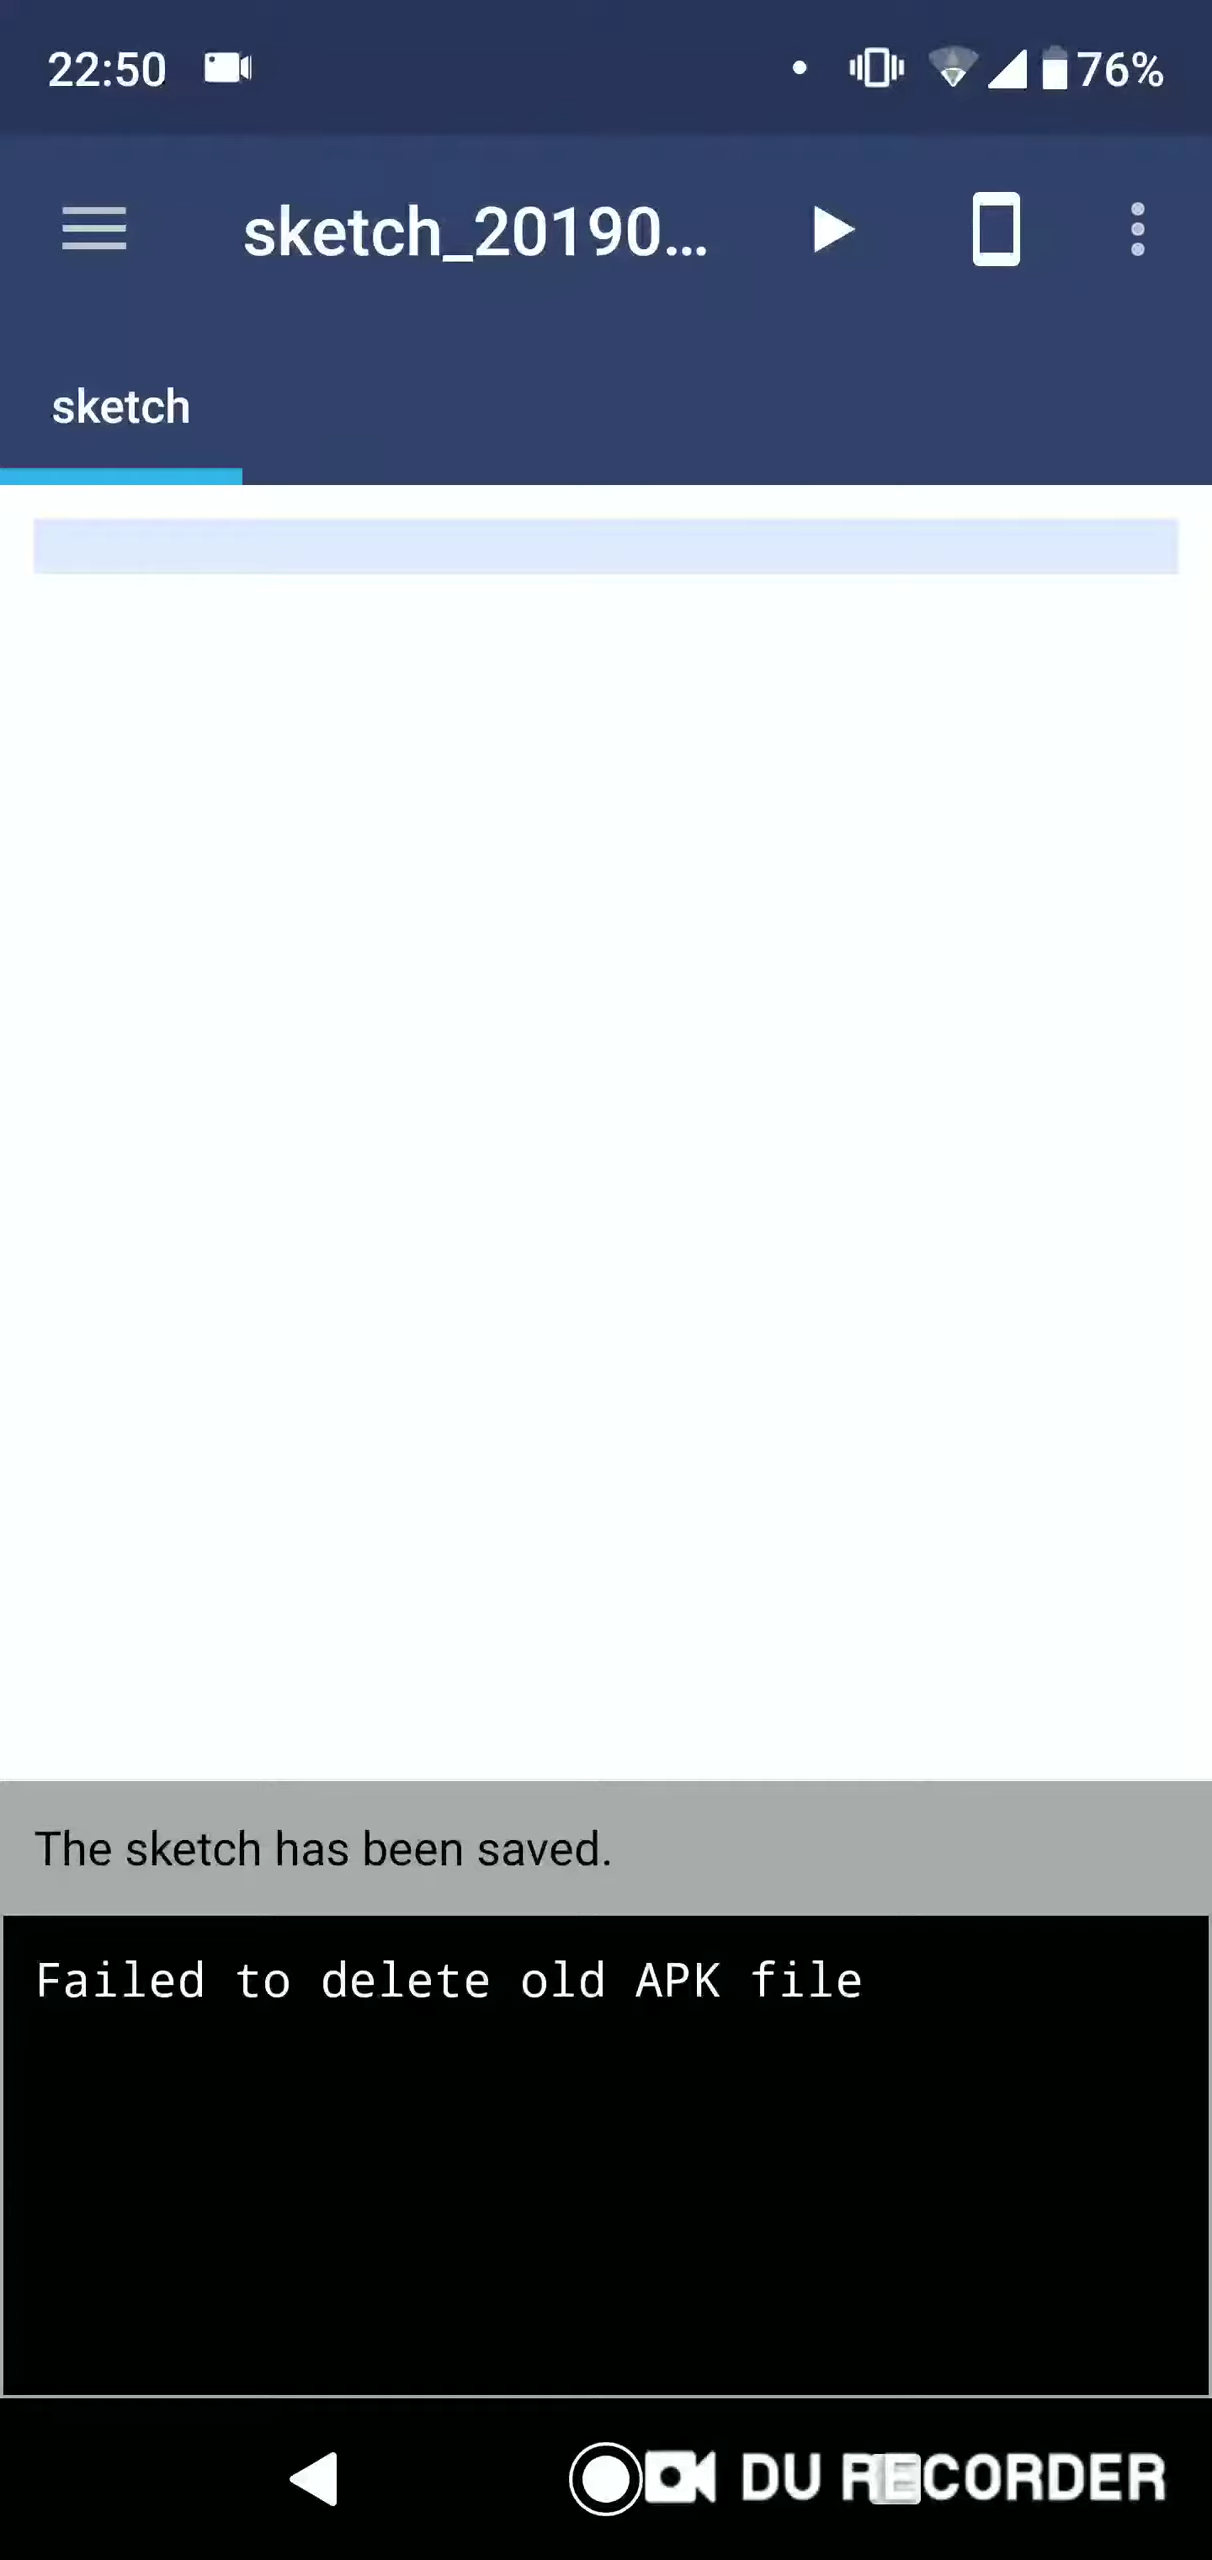 22:50
76%
sketch_20190...
sketch
The sketch has been saved.
Failed to delete old APK file
DU RECORDER